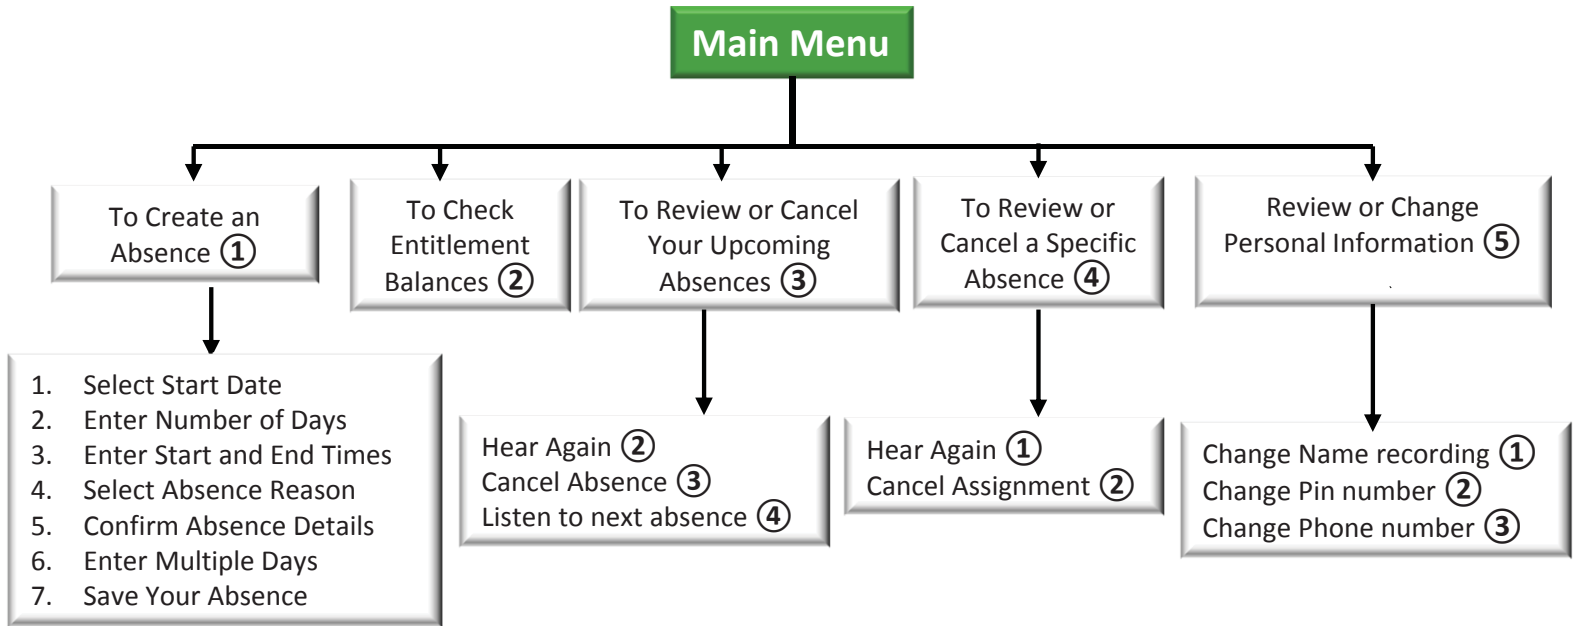 Main Menu
To Create an
Absence ①
To Check
Entitlement
Balances ②
To Review or Cancel
Your Upcoming
Absences ③
To Review or
Cancel a Specific
Absence ④
Review or Change
Personal Information ⑤
1. Select Start Date
2. Enter Number of Days
3. Enter Start and End Times
4. Select Absence Reason
5. Confirm Absence Details
6. Enter Multiple Days
7. Save Your Absence
Hear Again ②
Cancel Absence ③
Listen to next absence ④
Hear Again ①
Cancel Assignment ②
Change Name recording ①
Change Pin number ②
Change Phone number ③